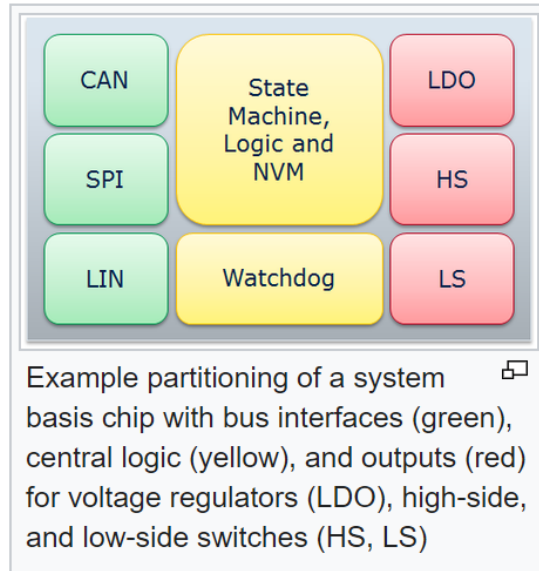 CAN
State
Machine,
Logic and
NVM
LDO
SPI
HS
LIN
Watchdog
LS
Example partitioning of a system
basis chip with bus interfaces (green),
central logic (yellow), and outputs (red)
for voltage regulators (LDO), high-side,
and low-side switches (HS, LS)